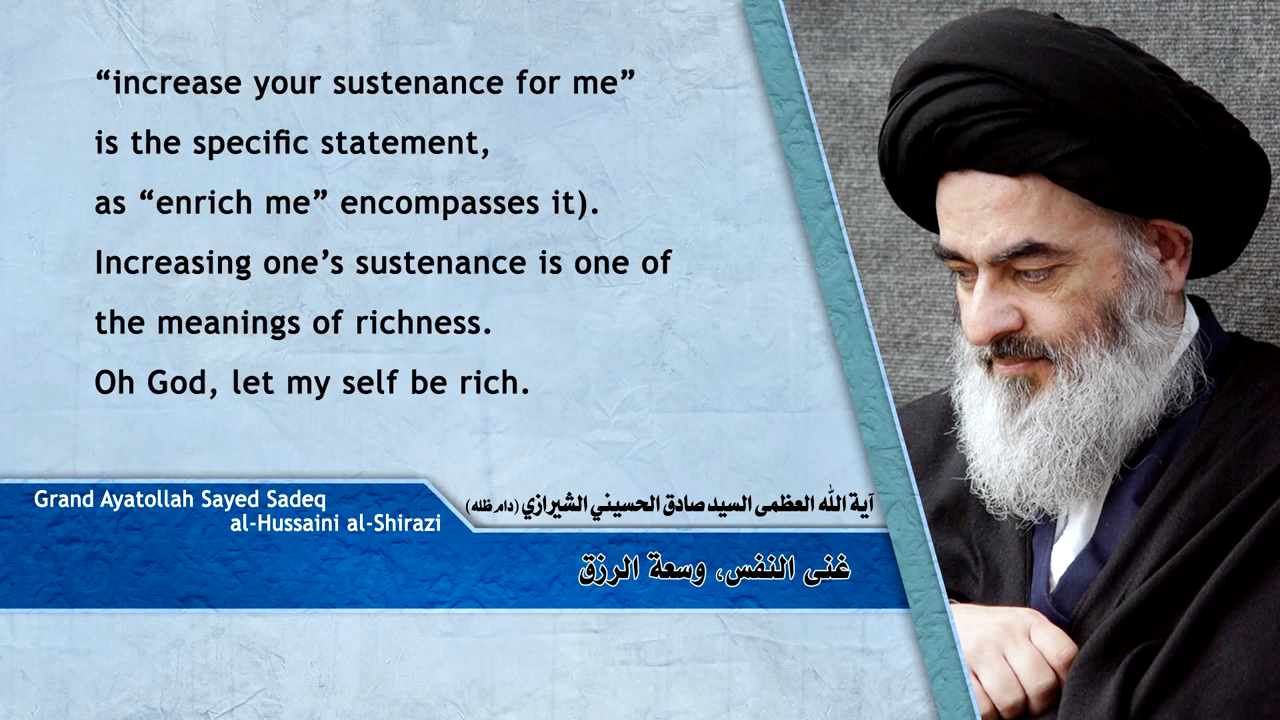 “increase your sustenance for me”
is the specific statement,
as “enrich me” encompasses it).
Increasing one’s sustenance is one of
the meanings of richness.
Oh God, let my self be rich.
Grand Ayatollah Sayed Sadeq
al-Hussaini al-Shirazi
آية الله العظمى السيد صادق الحسيني الشيرازي (دام ظله)
غنى النفس، وسعة الرزق